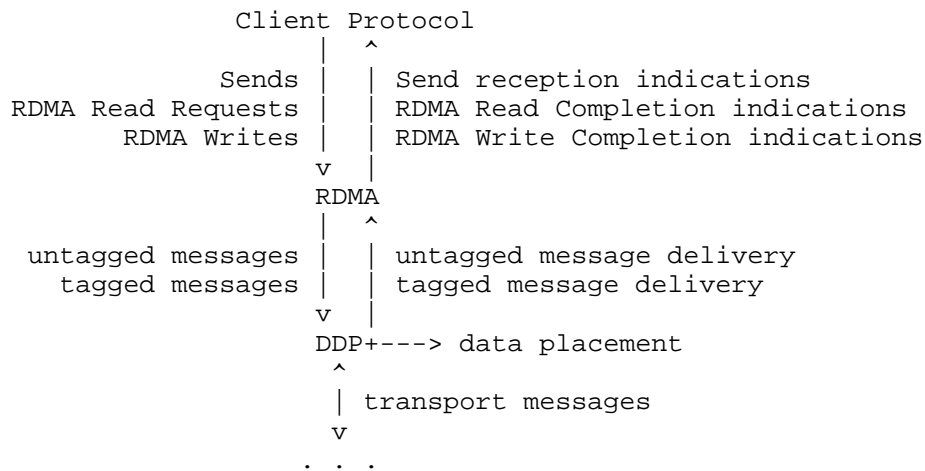 Client Protocol
| ^
Sends | | Send reception indications
RDMA Read Requests | | RDMA Read Completion indications
RDMA Writes | | RDMA Write Completion indications
v |
RDMA
| ^
untagged messages | | untagged message delivery
tagged messages | | tagged message delivery
v |
DDP+---> data placement
^
| transport messages
v
. . .